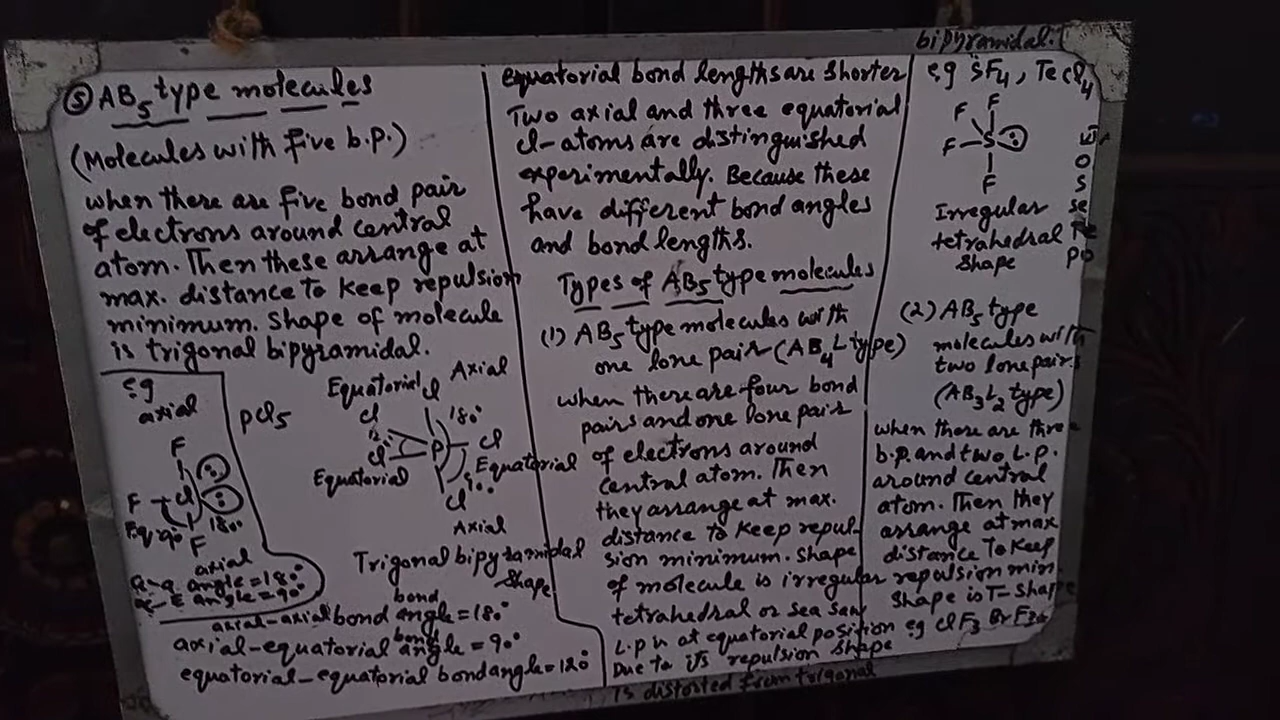 ⑤ AB5 type molecules
(Molecules with five b.p.)
when there are five bond pair
of electrons around central
atom. Then these arrange at
max. distance to keep repulsion
minimum. Shape of molecule
is trigonal bipyramidal.
eg
axial
F
F Cl
Eq 90° 180°
F
axial
a-a angle=180°
a-E angle=90°
PCl5
Equatorial Cl Axial
Cl 180°
P Cl
Cl
Equatorial Equatorial
90°
Cl
Axial
Trigonal bipyramidal
Shape
axial-axial bond angle=180°
axial-equatorial bond angle=90°
equatorial-equatorial bond angle=120°
equatorial bond lengths are shorter
Two axial and three equatorial
cl-atoms are distinguished
experimentally. Because these
have different bond angles
and bond lengths.
Types of AB5 type molecules
(1) AB5 type molecules with
one lone pair (AB4L type)
when there are four bond
pairs and one lone pair
of electrons around
central atom. Then
they arrange at max.
distance to keep repul-
sion minimum. Shape
of molecule is irregular
tetrahedral or sea saw
L.P is at equatorial position
Due to its repulsion shape
is distorted from trigonal
bipyramidal.
eg SF4, TeCl4
F F
F S
F
Irregular
tetrahedral
shape
VI
O
S
Se
Te
Po
(2) AB5 type
molecules with
two lone pairs
(AB3L2 type)
when there are three
b.p. and two L.p.
around central
atom. Then they
arrange at max
distance to keep
repulsion min.
Shape is T-shape
eg ClF3 BrF3